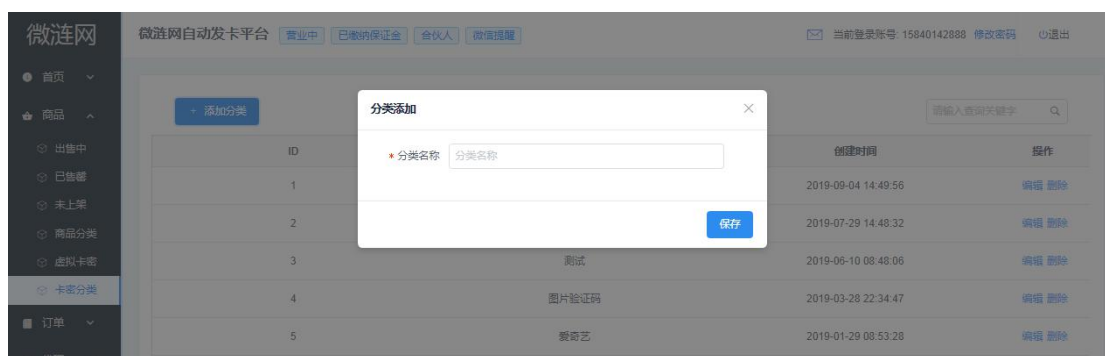 微涟网
微涟网自动发卡平台 营业中 已缴纳保证金 合伙人 微信提醒 当前登录账号: 15840142888 修改密码 退出
首页
商品
出售中
已售罄
未上架
商品分类
虚拟卡密
卡密分类
订单
+ 添加分类
请输入查询关键字
分类添加
* 分类名称 分类名称
保存
ID 创建时间 操作
1 2019-09-04 14:49:56 编辑 删除
2 2019-07-29 14:48:32 编辑 删除
3 测试 2019-06-10 08:48:06 编辑 删除
4 图片验证码 2019-03-28 22:34:47 编辑 删除
5 爱奇艺 2019-01-29 08:53:28 编辑 删除